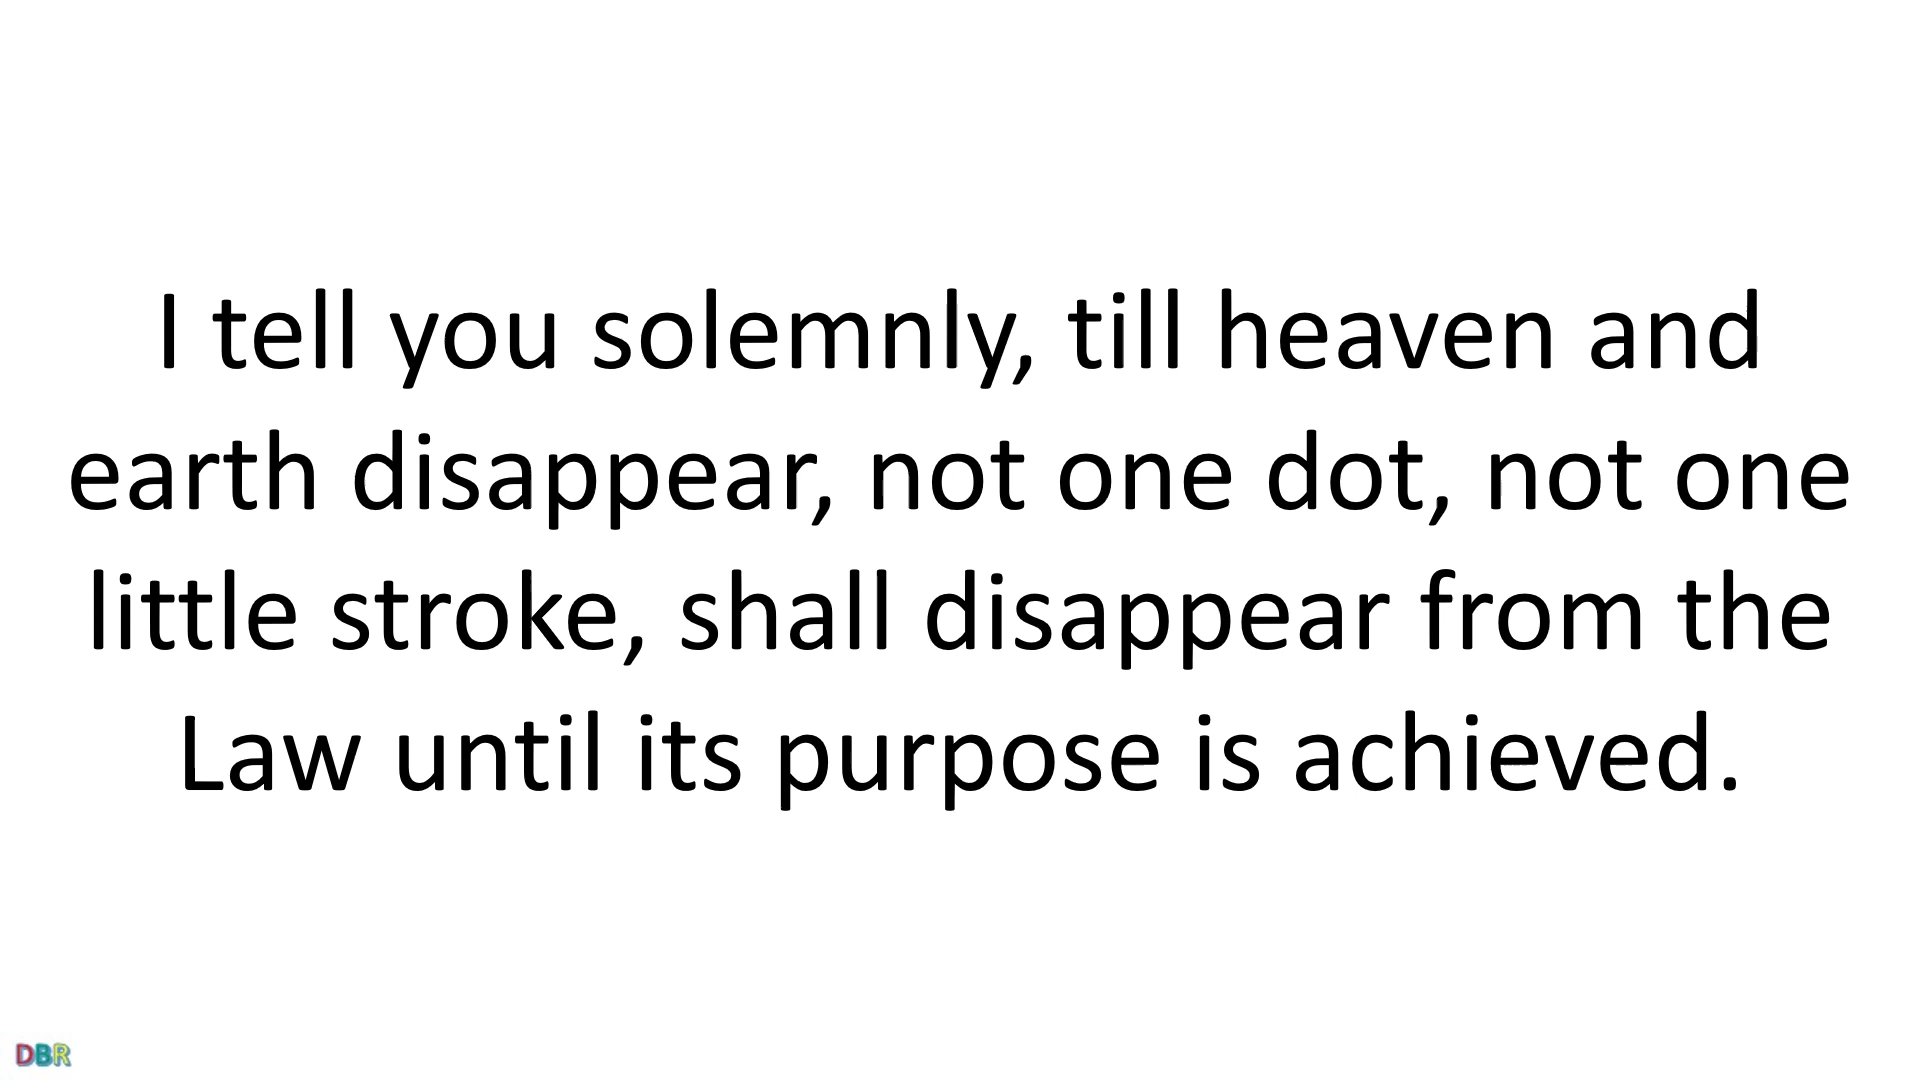 I tell you solemnly, till heaven and
earth disappear, not one dot, not one
little stroke, shall disappear from the
Law until its purpose is achieved.
DBR